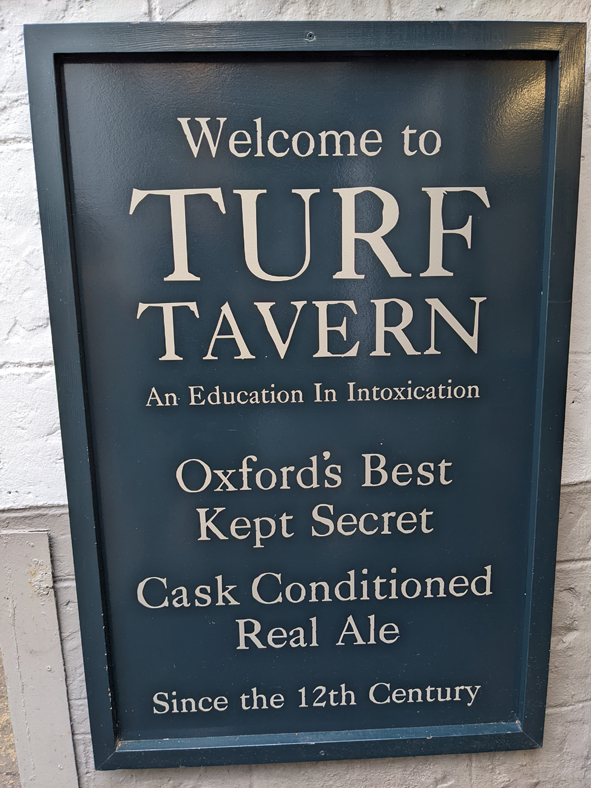 Welcome to
TURF
TAVERN
An Education In Intoxication
Oxford's Best
Kept Secret
Cask Conditioned
Real Ale
Since the 12th Century